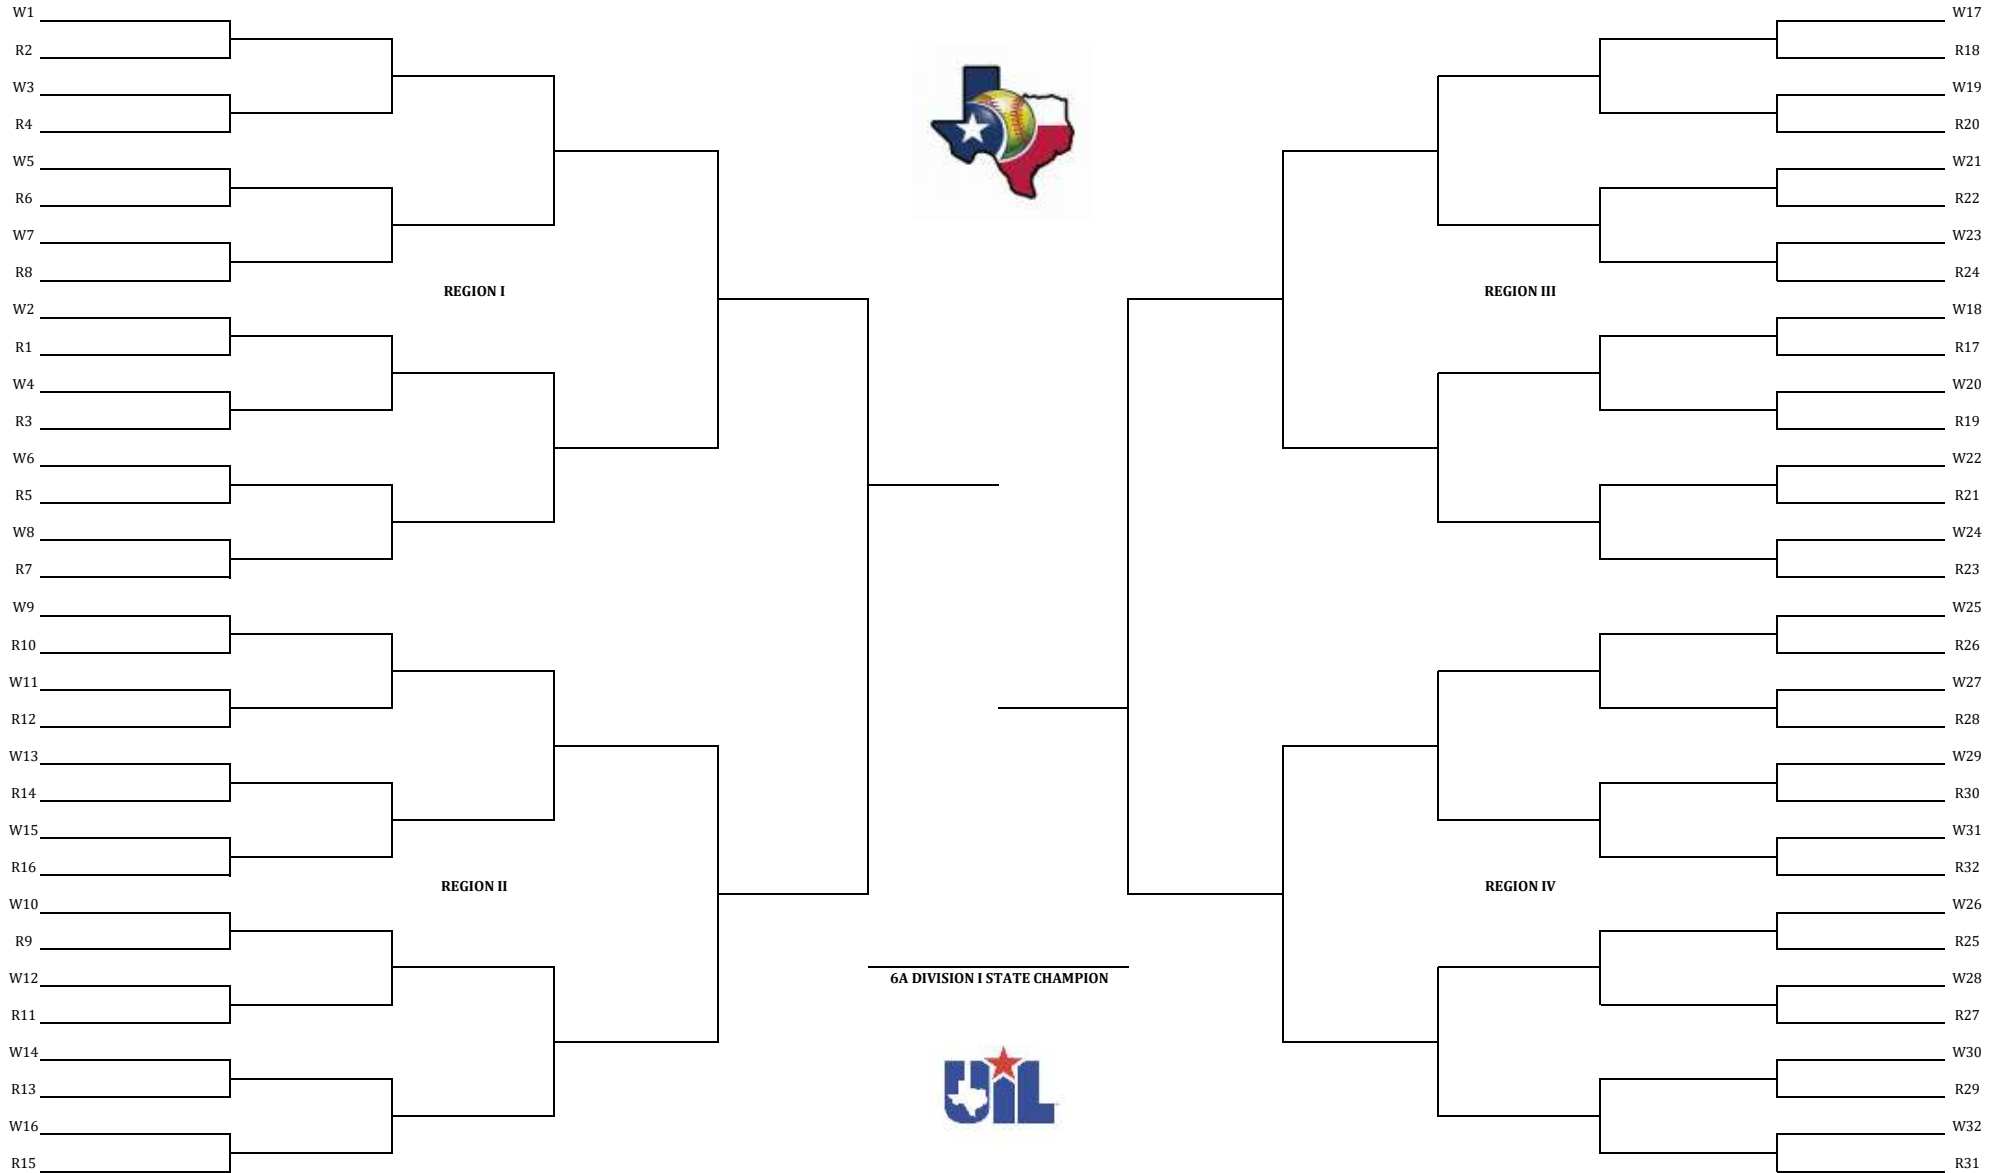 W1
R2
W3
R4
W5
R6
W7
R8
REGION I
W2
R1
W4
R3
W6
R5
W8
R7
W9
R10
W11
R12
W13
R14
W15
R16
REGION II
W10
R9
W12
R11
W14
R13
W16
R15
6A DIVISION I STATE CHAMPION
UIL
W17
R18
W19
R20
W21
R22
W23
R24
REGION III
W18
R17
W20
R19
W22
R21
W24
R23
W25
R26
W27
R28
W29
R30
W31
R32
REGION IV
W26
R25
W28
R27
W30
R29
W32
R31